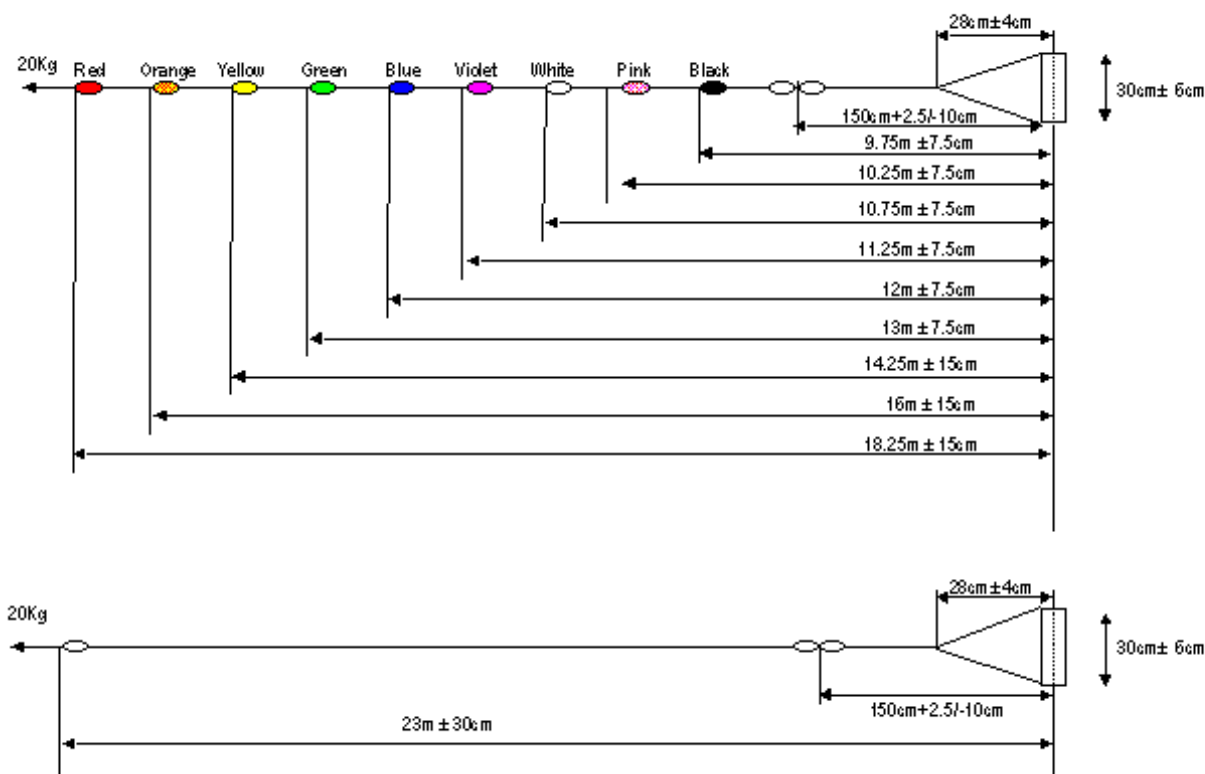 28cm±4cm
20Kg Red Orange Yellow Green Blue Violet White Pink Black
30cm± 6cm
150cm+2.5/-10cm
9.75m ±7.5cm
10.25m ±7.5cm
10.75m ±7.5cm
11.25m ±7.5cm
12m ±7.5cm
13m ±7.5cm
14.25m ± 15cm
16m ± 15cm
18.25m ± 15cm
28cm±4cm
20Kg
30cm± 6cm
150cm+2.5/-10cm
23m ±30cm